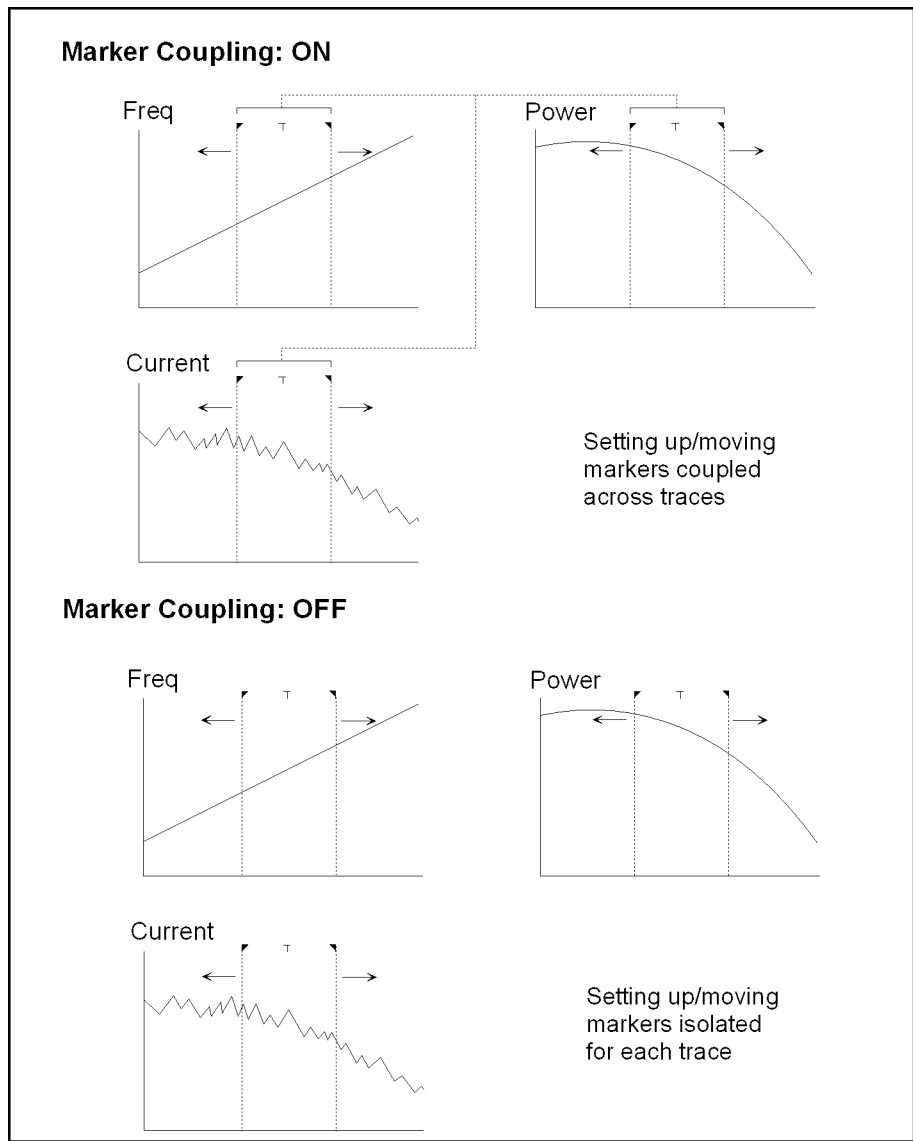 Marker Coupling: ON
Freq
Power
Current
Setting up/moving
markers coupled
across traces
Marker Coupling: OFF
Freq
Power
Current
Setting up/moving
markers isolated
for each trace